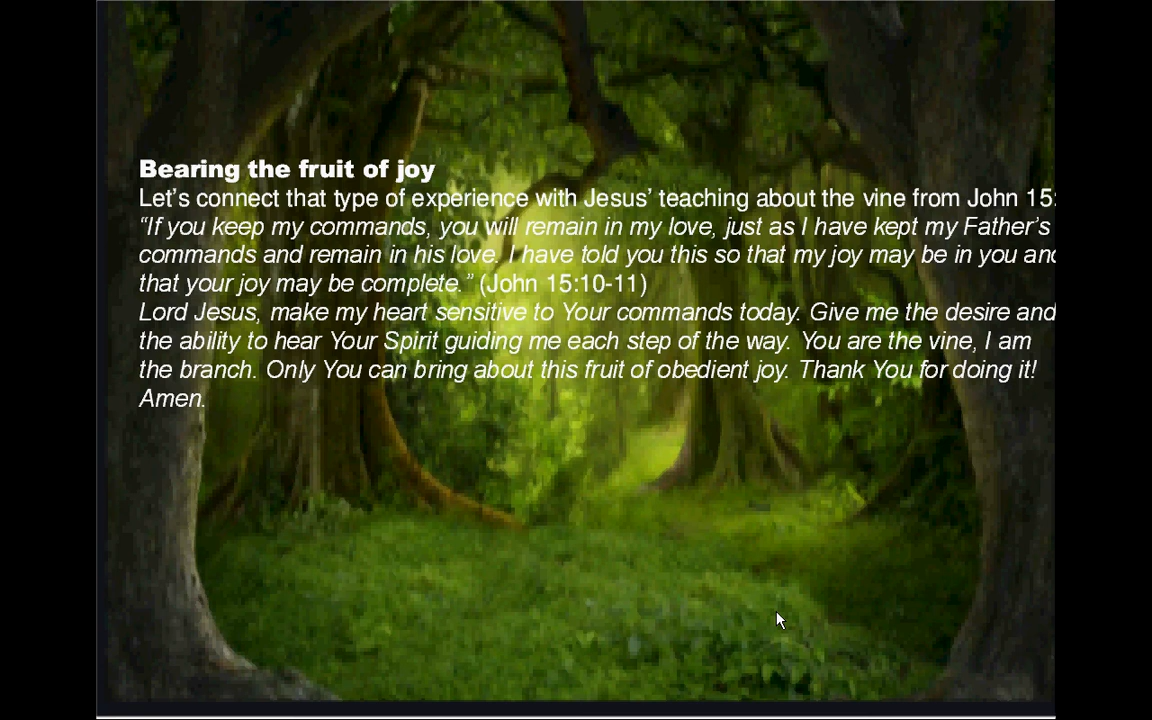 Bearing the fruit of joy
Let’s connect that type of experience with Jesus’ teaching about the vine from John 15:
“If you keep my commands, you will remain in my love, just as I have kept my Father’s
commands and remain in his love. I have told you this so that my joy may be in you and
that your joy may be complete.” (John 15:10-11)
Lord Jesus, make my heart sensitive to Your commands today. Give me the desire and
the ability to hear Your Spirit guiding me each step of the way. You are the vine, I am
the branch. Only You can bring about this fruit of obedient joy. Thank You for doing it!
Amen.